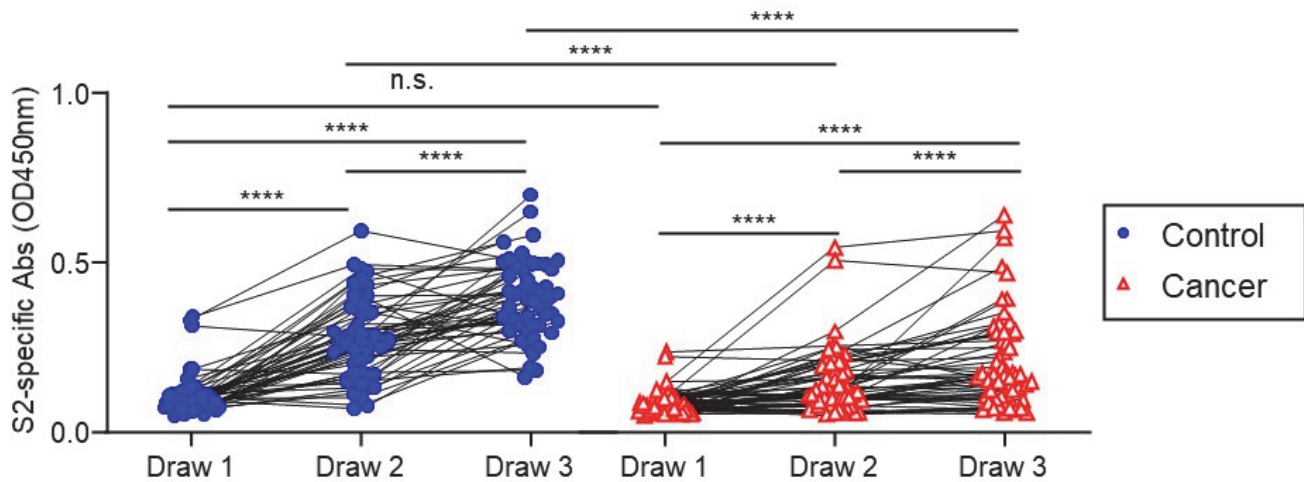 ****
****
n.s.
1.0
****
****
****
****
****
****
0.5
0.0
S2-specific Abs (OD450nm)
Draw 1 Draw 2 Draw 3 Draw 1 Draw 2 Draw 3
Control
Cancer